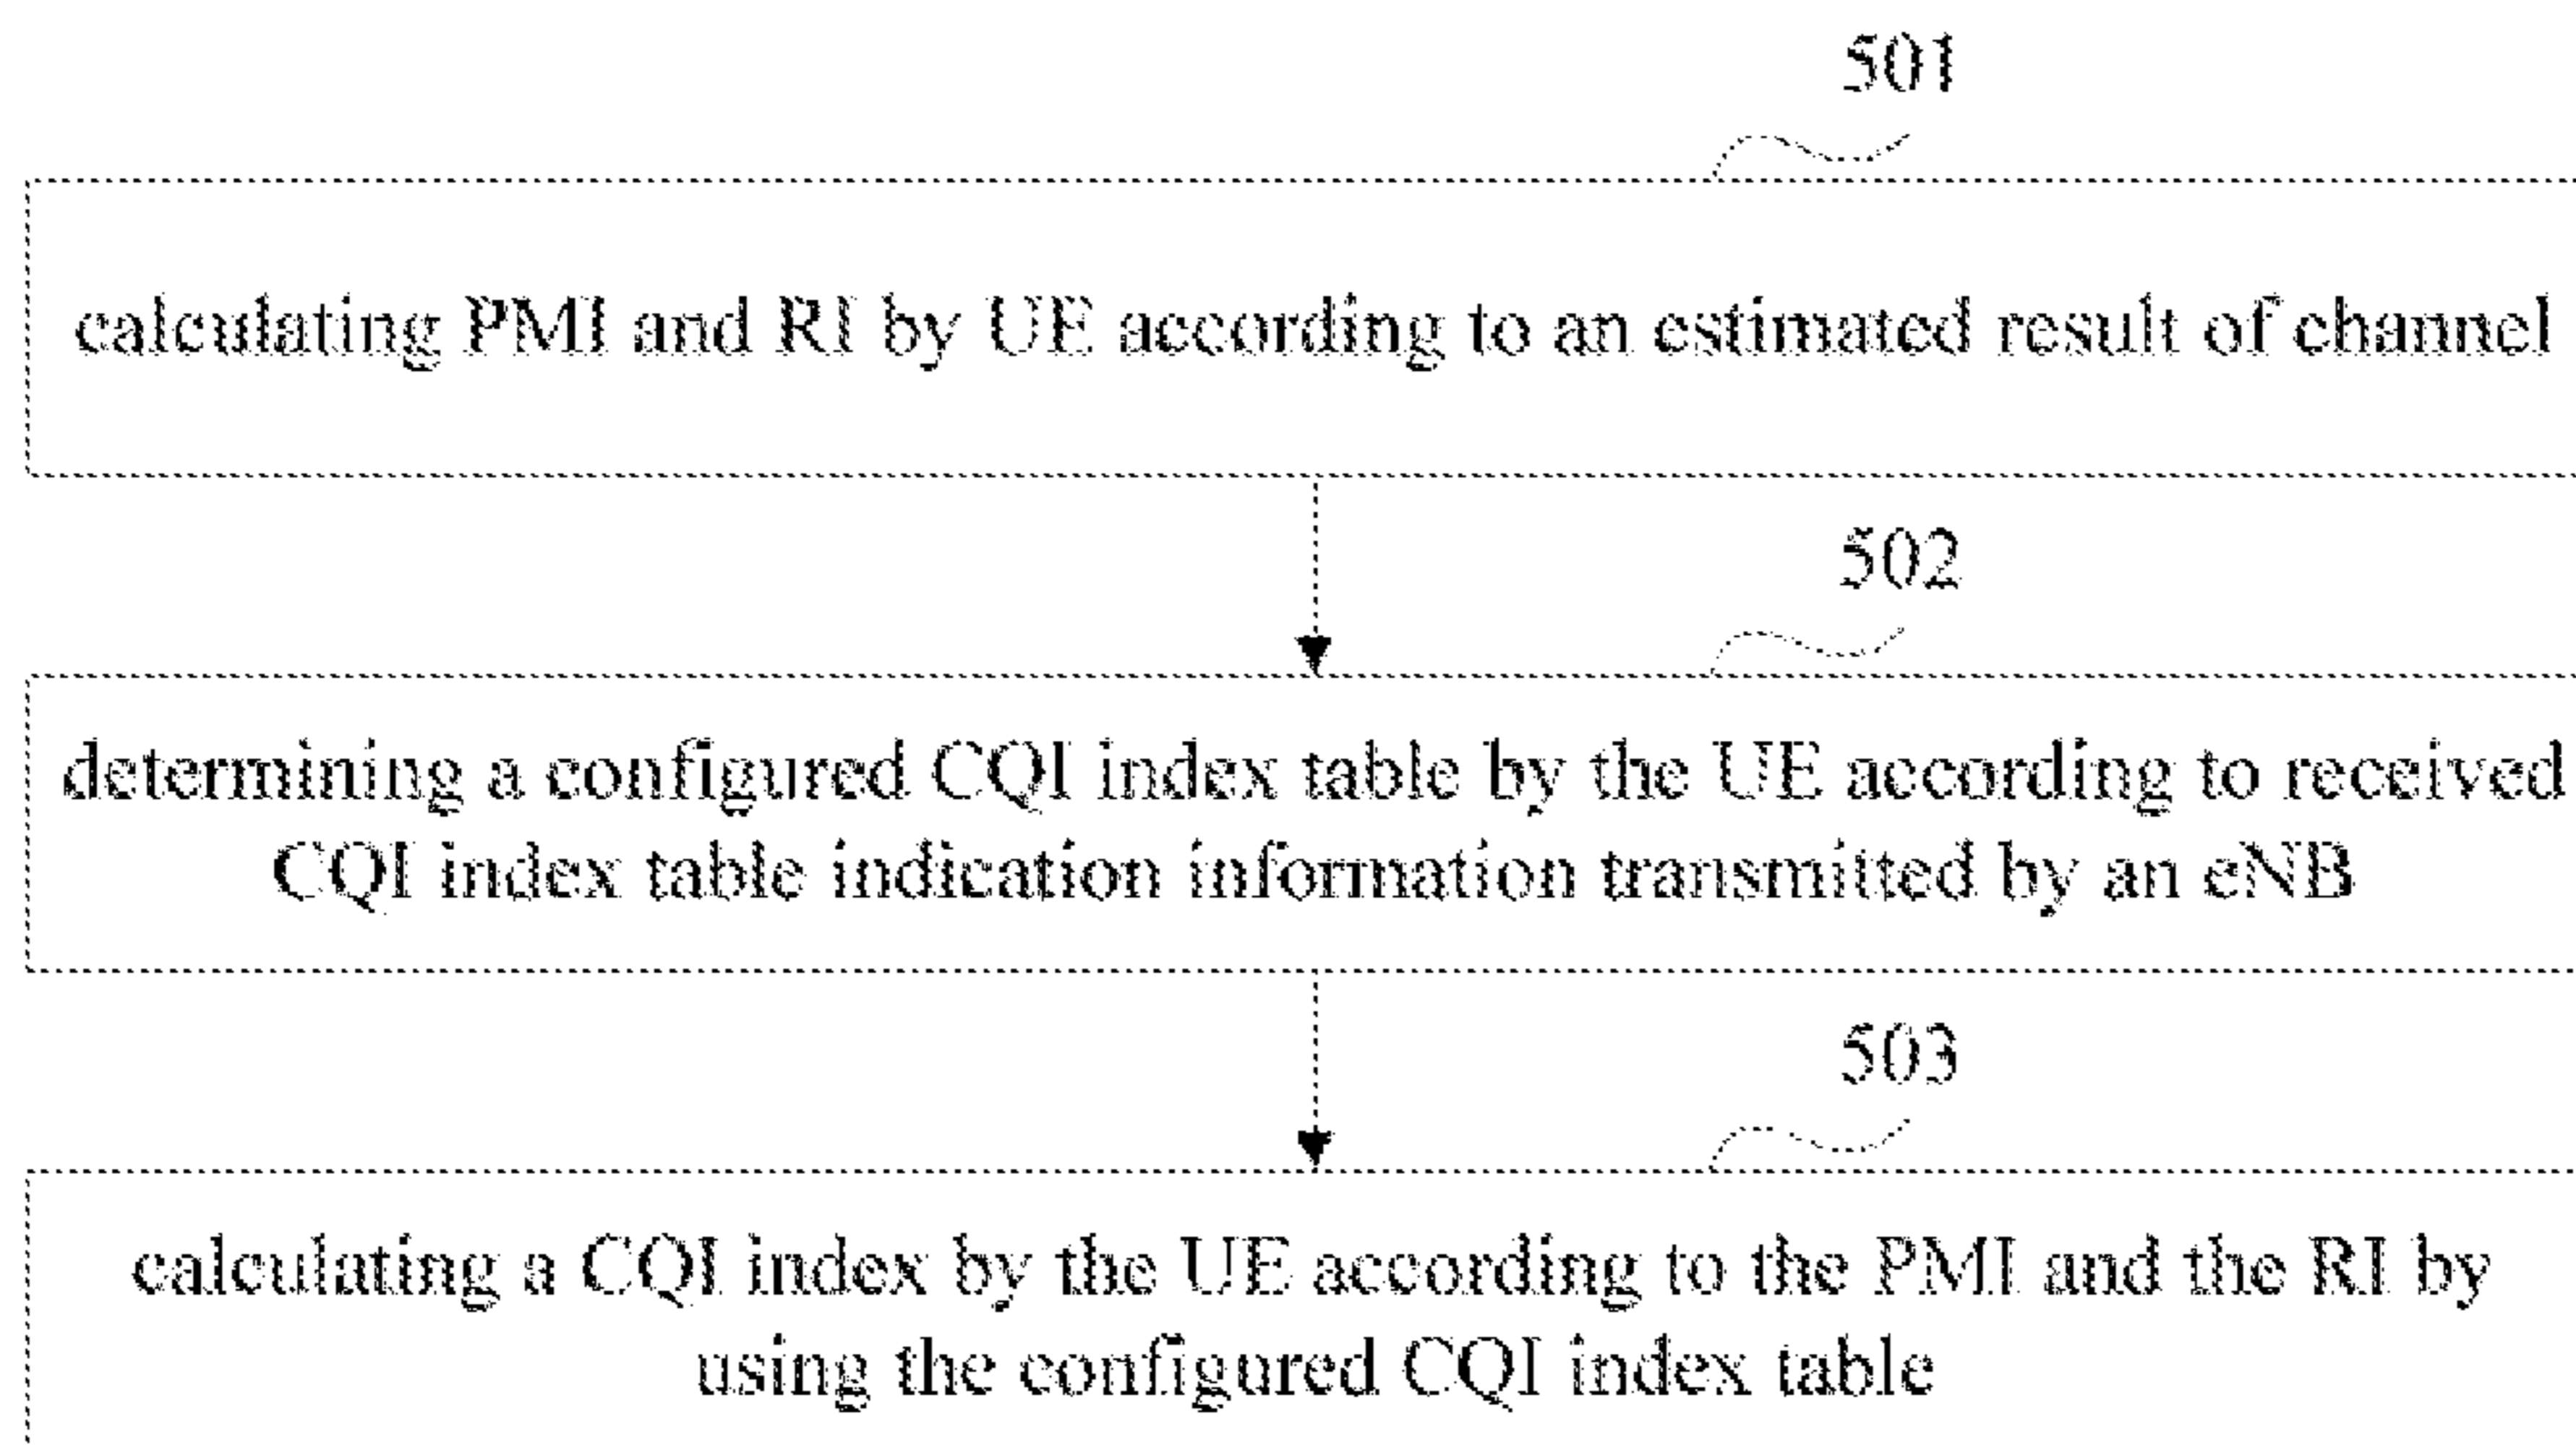 501
calculating PMI and RI by UE according to an estimated result of channel
502
determining a configured CQI index table by the UE according to received
CQI index table indication information transmitted by an eNB
503
calculating a CQI index by the UE according to the PMI and the RI by
using the configured CQI index table